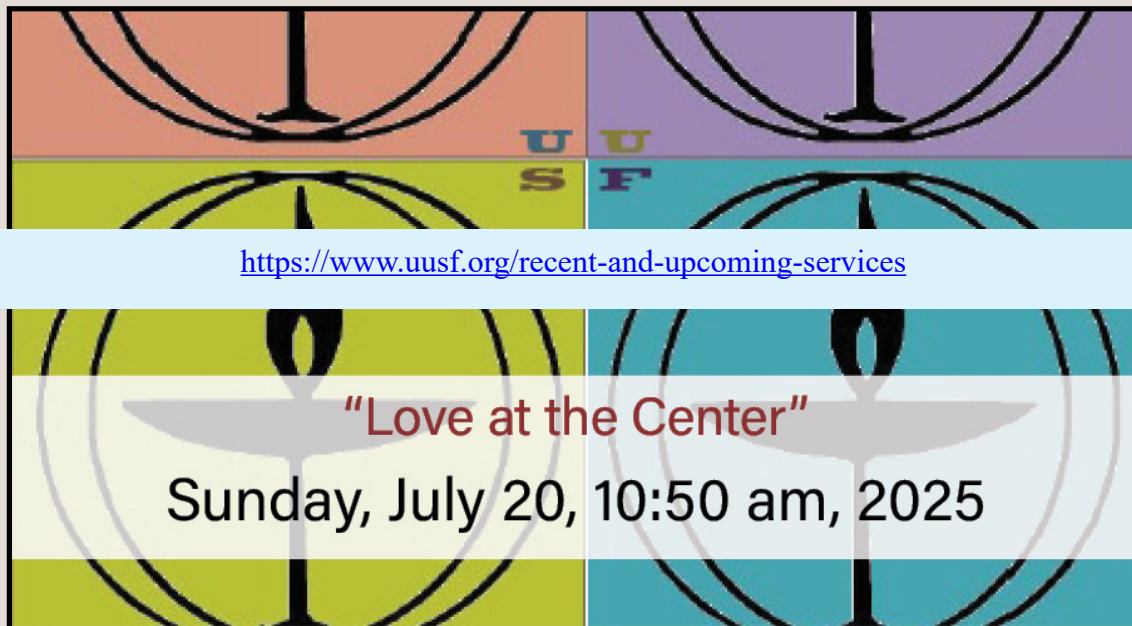 U U
S F
https://www.uusf.org/recent-and-upcoming-services
“Love at the Center”
Sunday, July 20, 10:50 am, 2025